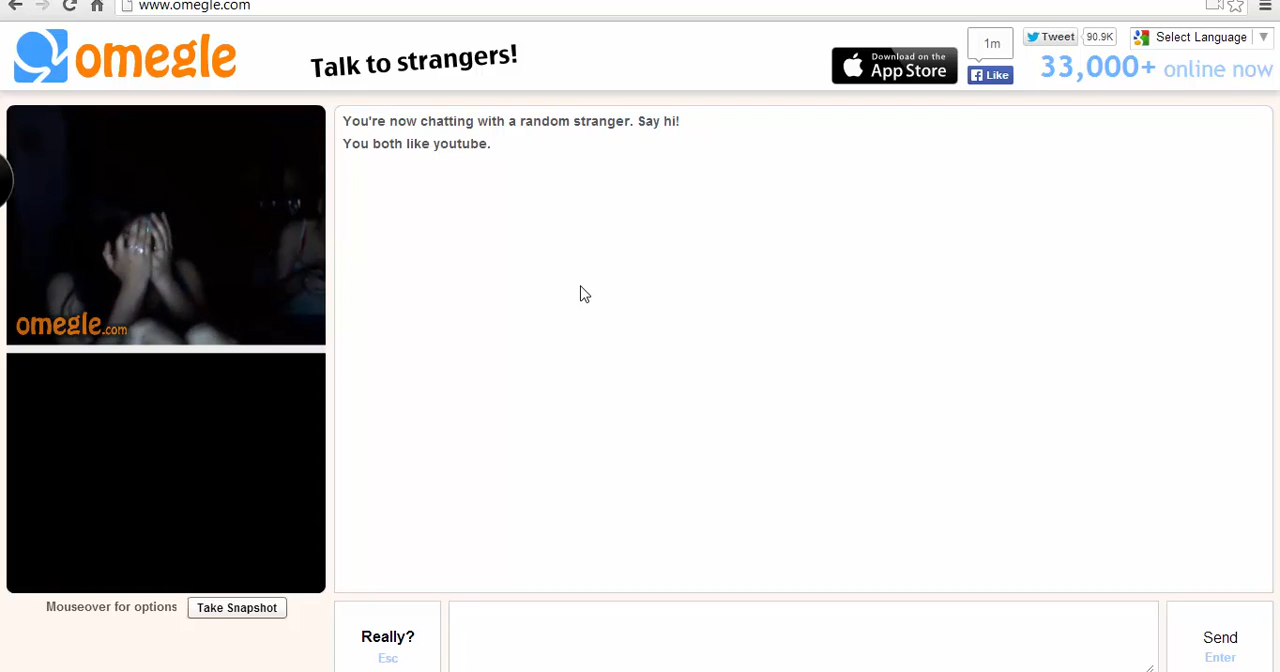 www.omegle.com
omegle
Talk to strangers!
Download on the
App Store
1m
Like
Tweet
90.9K
Select Language
33,000+ online now
You're now chatting with a random stranger. Say hi!
You both like youtube.
omegle.com
Mouseover for options
Take Snapshot
Really?
Esc
Send
Enter